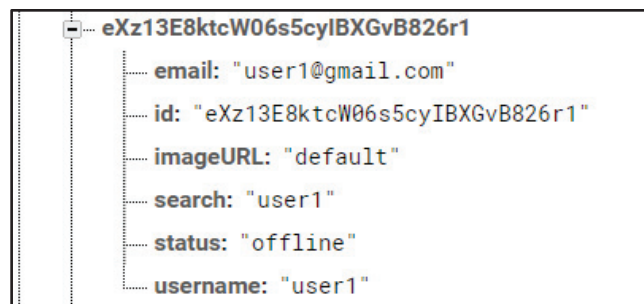 eXz13E8ktcW06s5cyIBXGvB826r1
email: "user1@gmail.com"
id: "eXz13E8ktcW06s5cyIBXGvB826r1"
imageURL: "default"
search: "user1"
status: "offline"
username: "user1"